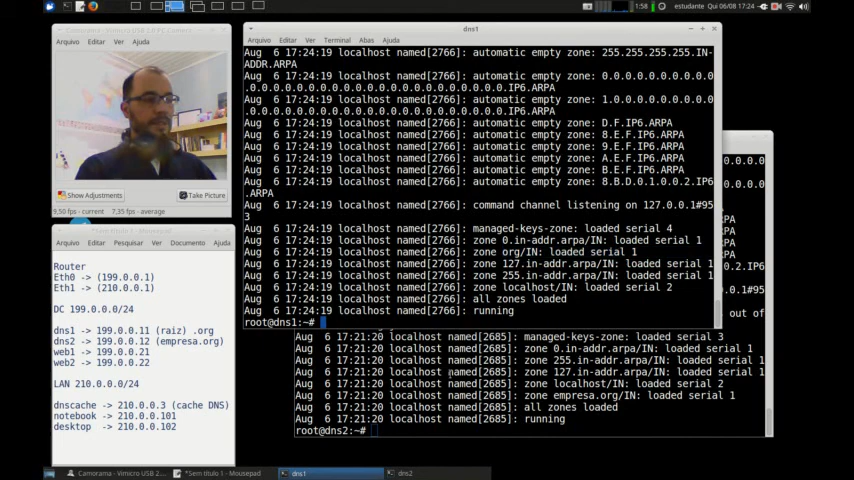 1:58
estudante Qui 06/08 17:24
Camorama - Vimicro USB 2.0 PC Camera
Arquivo Editar Ver Ajuda
Show Adjustments
Take Picture
9,50 fps - current 7,35 fps - average
*Sem título 1 - Mousepad
Arquivo Editar Pesquisar Ver Documento Ajuda
Router
Eth0 -> (199.0.0.1)
Eth1 -> (210.0.0.1)
DC 199.0.0.0/24
dns1 -> 199.0.0.11 (raiz) .org
dns2 -> 199.0.0.12 (empresa.org)
web1 -> 199.0.0.21
web2 -> 199.0.0.22
LAN 210.0.0.0/24
dnscache -> 210.0.0.3 (cache DNS)
notebook -> 210.0.0.101
desktop -> 210.0.0.102
dns1
Arquivo Editar Ver Terminal Abas Ajuda
Aug 6 17:24:19 localhost named[2766]: automatic empty zone: 255.255.255.255.IN-
ADDR.ARPA
Aug 6 17:24:19 localhost named[2766]: automatic empty zone: 0.0.0.0.0.0.0.0.0.0
.0.0.0.0.0.0.0.0.0.0.0.0.0.0.0.0.0.0.0.0.0.0.IP6.ARPA
Aug 6 17:24:19 localhost named[2766]: automatic empty zone: 1.0.0.0.0.0.0.0.0.0
.0.0.0.0.0.0.0.0.0.0.0.0.0.0.0.0.0.0.0.0.0.0.IP6.ARPA
Aug 6 17:24:19 localhost named[2766]: automatic empty zone: D.F.IP6.ARPA
Aug 6 17:24:19 localhost named[2766]: automatic empty zone: 8.E.F.IP6.ARPA
Aug 6 17:24:19 localhost named[2766]: automatic empty zone: 9.E.F.IP6.ARPA
Aug 6 17:24:19 localhost named[2766]: automatic empty zone: A.E.F.IP6.ARPA
Aug 6 17:24:19 localhost named[2766]: automatic empty zone: B.E.F.IP6.ARPA
Aug 6 17:24:19 localhost named[2766]: automatic empty zone: 8.B.D.0.1.0.0.2.IP6
.ARPA
Aug 6 17:24:19 localhost named[2766]: command channel listening on 127.0.0.1#95
3
Aug 6 17:24:19 localhost named[2766]: managed-keys-zone: loaded serial 4
Aug 6 17:24:19 localhost named[2766]: zone 0.in-addr.arpa/IN: loaded serial 1
Aug 6 17:24:19 localhost named[2766]: zone org/IN: loaded serial 1
Aug 6 17:24:19 localhost named[2766]: zone 127.in-addr.arpa/IN: loaded serial 1
Aug 6 17:24:19 localhost named[2766]: zone 255.in-addr.arpa/IN: loaded serial 1
Aug 6 17:24:19 localhost named[2766]: zone localhost/IN: loaded serial 2
Aug 6 17:24:19 localhost named[2766]: all zones loaded
Aug 6 17:24:19 localhost named[2766]: running
root@dns1:~#
.0.0.0.0
PA
PA
PA
PA
0.2.IP6
0.1#95
out of
Aug 6 17:21:20 localhost named[2685]: managed-keys-zone: loaded serial 3
Aug 6 17:21:20 localhost named[2685]: zone 0.in-addr.arpa/IN: loaded serial 1
Aug 6 17:21:20 localhost named[2685]: zone 255.in-addr.arpa/IN: loaded serial 1
Aug 6 17:21:20 localhost named[2685]: zone 127.in-addr.arpa/IN: loaded serial 1
Aug 6 17:21:20 localhost named[2685]: zone localhost/IN: loaded serial 2
Aug 6 17:21:20 localhost named[2685]: zone empresa.org/IN: loaded serial 1
Aug 6 17:21:20 localhost named[2685]: all zones loaded
Aug 6 17:21:20 localhost named[2685]: running
root@dns2:~#
Camorama - Vimicro USB 2....
*Sem título 1 - Mousepad
dns1
dns2